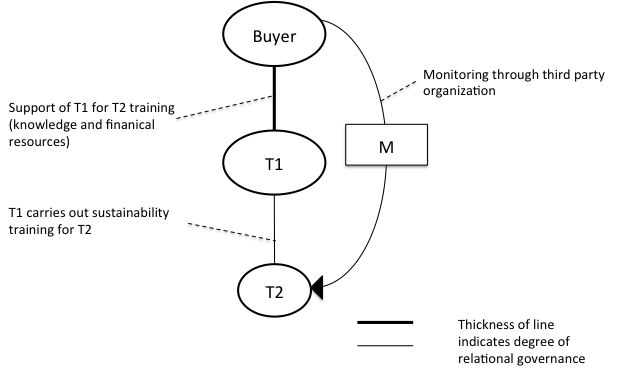 Buyer
Monitoring through third party
organization
Support of T1 for T2 training
(knowledge and finanical
resources)
M
T1
T1 carries out sustainability
training for T2
T2
Thickness of line
indicates degree of
relational governance